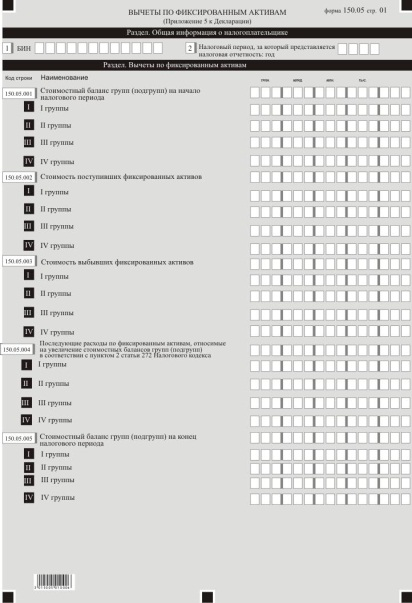 ВЫЧЕТЫ ПО ФИКСИРОВАННЫМ АКТИВАМ
форма 150.05 стр. 01
(Приложение 5 к Декларации)
Раздел. Общая информация о налогоплательщике
1 БИН
2 Налоговый период, за который представляется
налоговая отчетность: год
Раздел. Вычеты по фиксированным активам
Код строки Наименование
трлн. млрд. млн. тыс.
150.05.001 Стоимостный баланс групп (подгрупп) на начало
налогового периода
I I группы
II II группы
III III группы
IV IV группы
150.05.002 Стоимость поступивших фиксированных активов
I I группы
II II группы
III III группы
IV IV группы
150.05.003 Стоимость выбывших фиксированных активов
I I группы
II II группы
III III группы
IV IV группы
150.05.004 Последующие расходы по фиксированным активам, относимые
на увеличение стоимостных балансов групп (подгрупп)
в соответствии с пунктом 2 статьи 272 Налогового кодекса
I I группы
II II группы
III III группы
IV IV группы
150.05.005 Стоимостный баланс групп (подгрупп) на конец
налогового периода
I I группы
II II группы
III III группы
IV IV группы